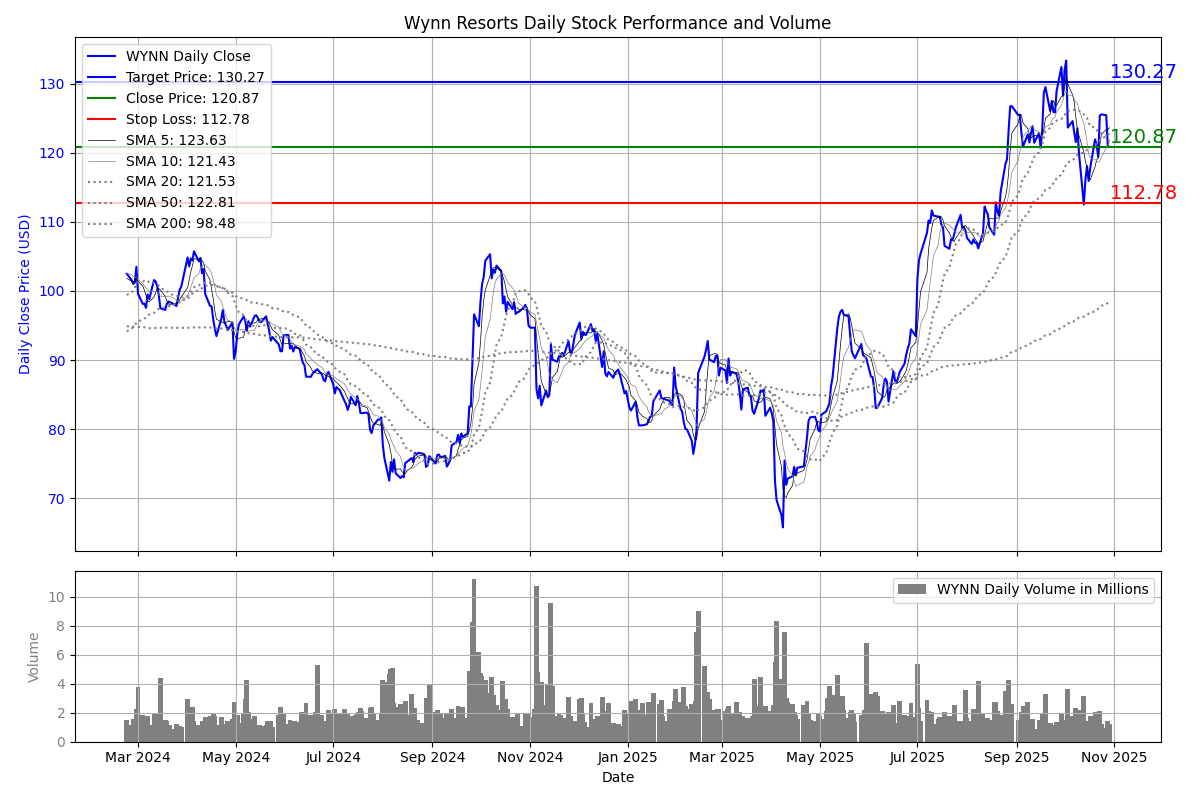 Wynn Resorts Daily Stock Performance and Volume
WYNN Daily Close
Target Price: 130.27
Close Price: 120.87
Stop Loss: 112.78
SMA 5: 123.63
SMA 10: 121.43
SMA 20: 121.53
SMA 50: 122.81
SMA 200: 98.48
130.27
120.87
112.78
Daily Close Price (USD)
130
120
110
100
90
80
70
WYNN Daily Volume in Millions
Volume
10
8
6
4
2
0
Mar 2024 May 2024 Jul 2024 Sep 2024 Nov 2024 Jan 2025 Mar 2025 May 2025 Jul 2025 Sep 2025 Nov 2025
Date